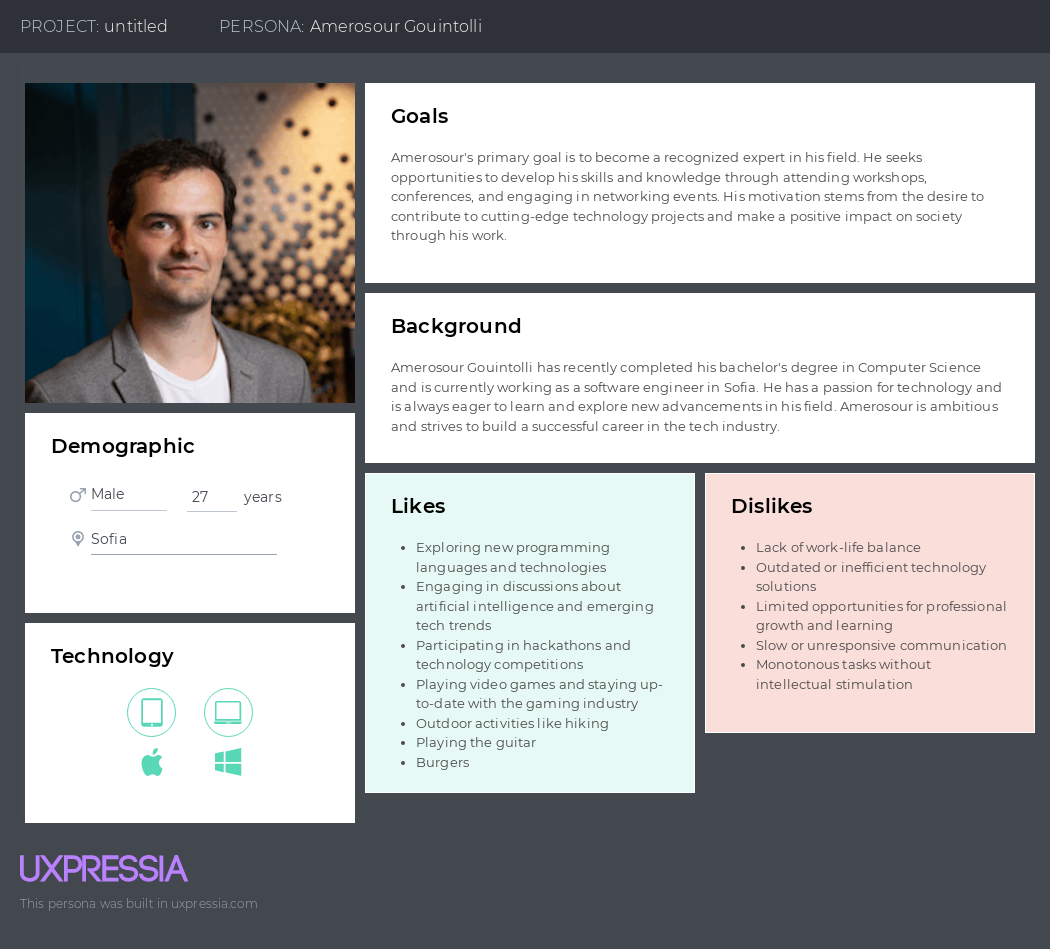 PROJECT: untitled PERSONA: Amerosour Gouintolli
Goals
Amerosour's primary goal is to become a recognized expert in his field. He seeks
opportunities to develop his skills and knowledge through attending workshops,
conferences, and engaging in networking events. His motivation stems from the desire to
contribute to cutting-edge technology projects and make a positive impact on society
through his work.
Background
Amerosour Gouintolli has recently completed his bachelor's degree in Computer Science
and is currently working as a software engineer in Sofia. He has a passion for technology and
is always eager to learn and explore new advancements in his field. Amerosour is ambitious
and strives to build a successful career in the tech industry.
Demographic
Male 27 years
Sofia
Technology
Likes
• Exploring new programming
languages and technologies
• Engaging in discussions about
artificial intelligence and emerging
tech trends
• Participating in hackathons and
technology competitions
• Playing video games and staying up-
to-date with the gaming industry
• Outdoor activities like hiking
• Playing the guitar
• Burgers
Dislikes
• Lack of work-life balance
• Outdated or inefficient technology
solutions
• Limited opportunities for professional
growth and learning
• Slow or unresponsive communication
• Monotonous tasks without
intellectual stimulation
UXPRESSIA
This persona was built in uxpressia.com